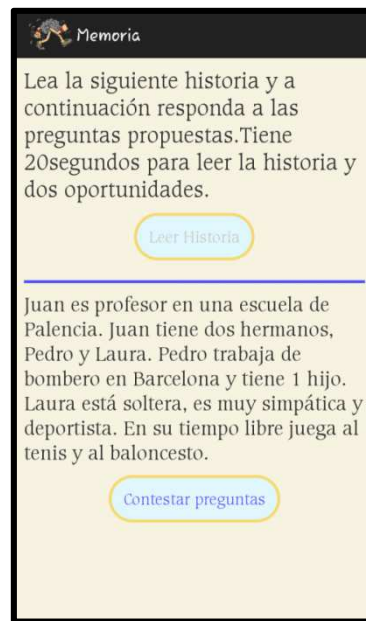 Memoria
Lea la siguiente historia y a
continuación responda a las
preguntas propuestas.Tiene
20segundos para leer la historia y
dos oportunidades.
Leer Historia
Juan es profesor en una escuela de
Palencia. Juan tiene dos hermanos,
Pedro y Laura. Pedro trabaja de
bombero en Barcelona y tiene 1 hijo.
Laura está soltera, es muy simpática y
deportista. En su tiempo libre juega al
tenis y al baloncesto.
Contestar preguntas